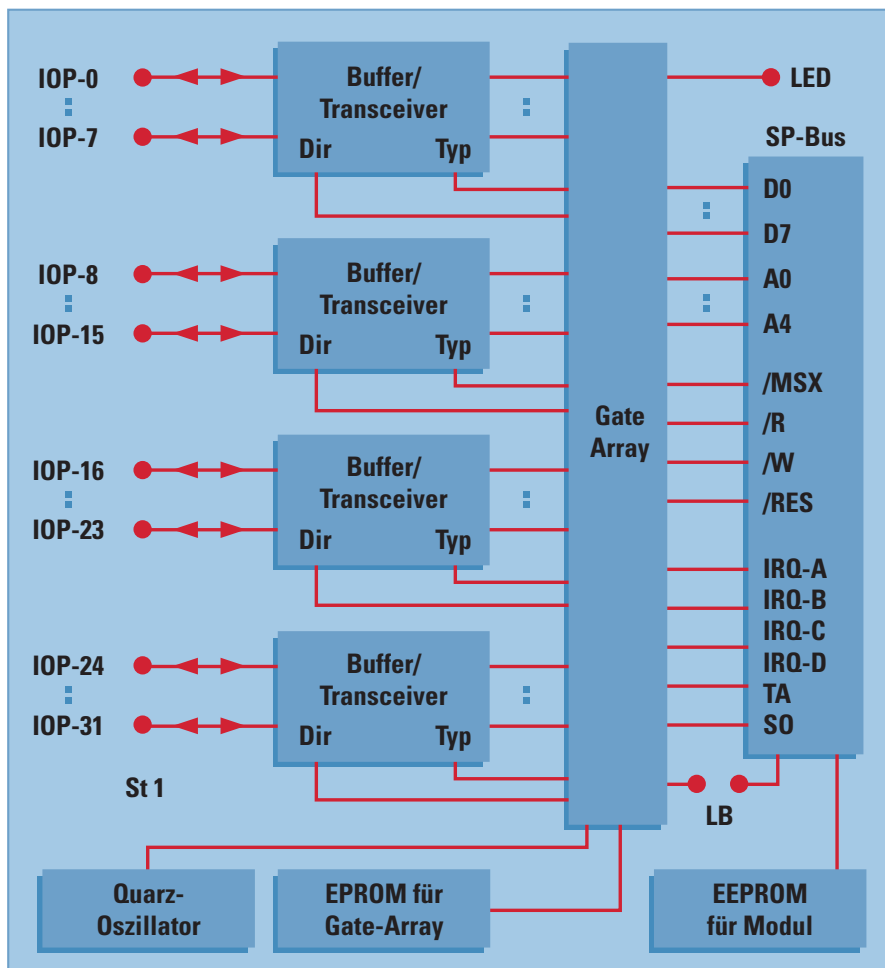 IOP-0
IOP-7
Buffer/
Transceiver
Dir Typ
LED
SP-Bus
D0
D7
IOP-8
IOP-15
Buffer/
Transceiver
Dir Typ
A0
A4
Gate
Array
/MSX
/R
/W
/RES
IOP-16
IOP-23
Buffer/
Transceiver
Dir Typ
IRQ-A
IRQ-B
IRQ-C
IRQ-D
TA
SO
IOP-24
IOP-31
Buffer/
Transceiver
Dir Typ
St 1
LB
Quarz-
Oszillator
EPROM für
Gate-Array
EEPROM
für Modul